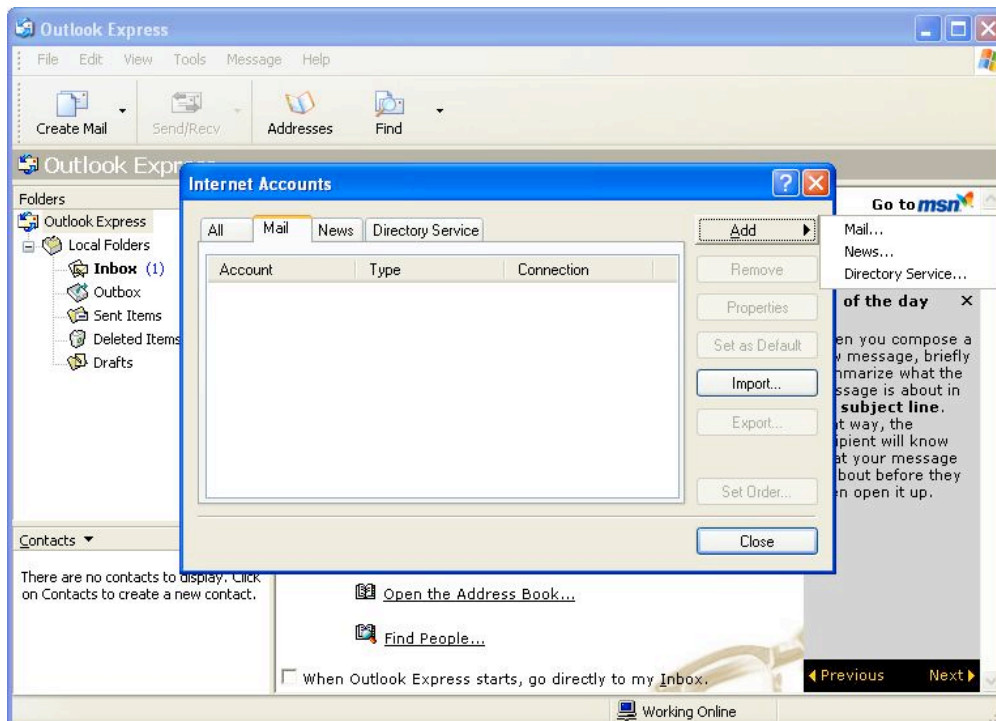 Outlook Express
File Edit View Tools Message Help
Create Mail Send/Recv Addresses Find
Outlook Expr
Internet Accounts
Folders
Outlook Express
Local Folders
Inbox (1)
Outbox
Sent Items
Deleted Items
Drafts
Go to msn
All Mail News Directory Service
Account Type Connection
Add
Remove
Properties
Set as Default
Import...
Export...
Set Order...
Close
Mail...
News...
Directory Service...
of the day X
en you compose a
message, briefly
mmarize what the
ssage is about in
subject line.
t way, the
ipient will know
at your message
bout before they
n open it up.
Contacts
There are no contacts to display. Click
on Contacts to create a new contact.
Open the Address Book...
Find People...
When Outlook Express starts, go directly to my Inbox.
Previous Next
Working Online